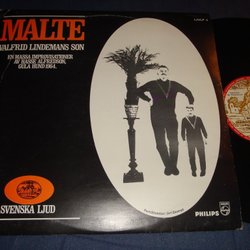 MALTE
VALFRID LINDEMANS SON
EN MASSA IMPROVISATIONER
AV HASSE ALFREDSON,
GULA HUND 1964.
SVENSKA LJUD
PHILIPS